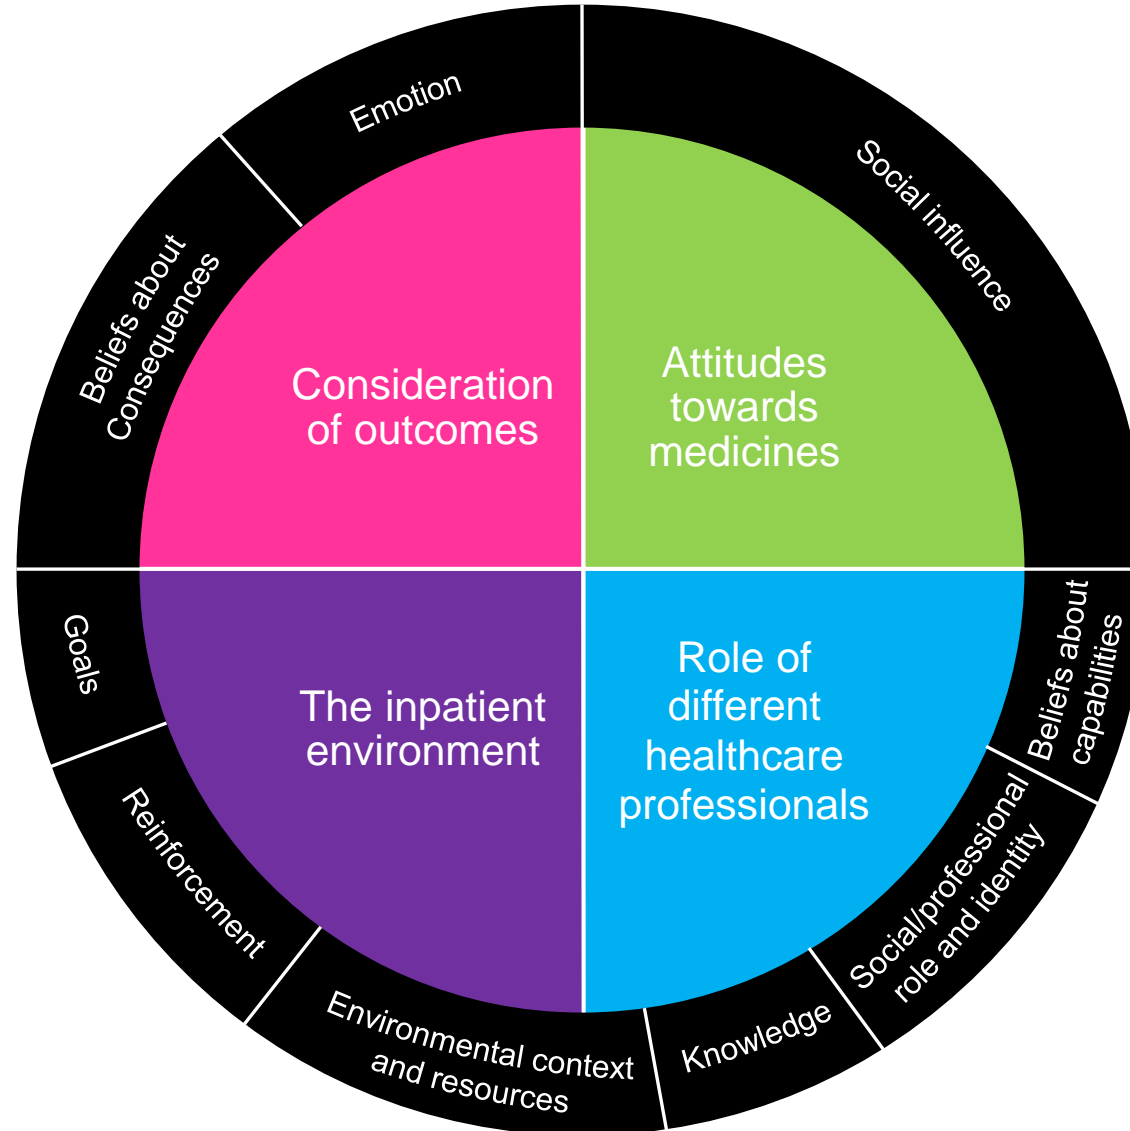 Emotion
Social influence
Beliefs about
Consequences
Consideration
of outcomes
Attitudes
towards
medicines
Goals
Reinforcement
The inpatient
environment
Role of
different
healthcare
professionals
Beliefs about
capabilities
Social/professional
role and identity
Knowledge
Environmental context
and resources